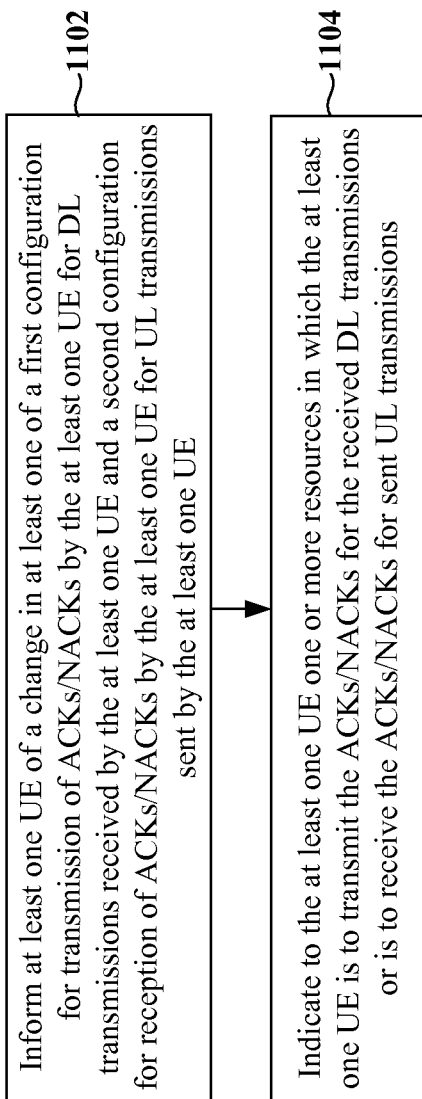 Inform at least one UE of a change in at least one of a first configuration
for transmission of ACKs/NACKs by the at least one UE for DL
transmissions received by the at least one UE and a second configuration
for reception of ACKs/NACKs by the at least one UE for UL transmissions
sent by the at least one UE
1102
Indicate to the at least one UE one or more resources in which the at least
one UE is to transmit the ACKs/NACKs for the received DL transmissions
or is to receive the ACKs/NACKs for sent UL transmissions
1104